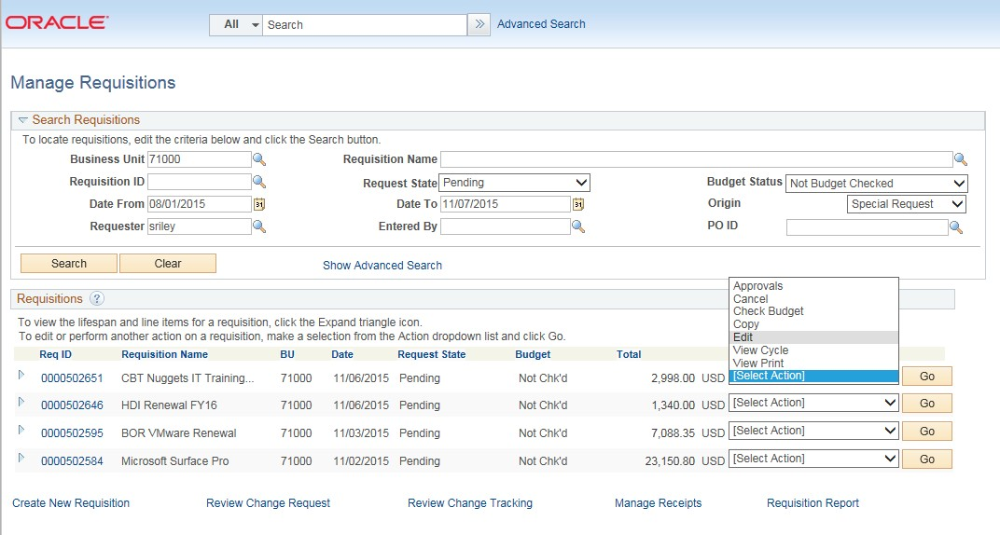 ORACLE
All Search Advanced Search
Manage Requisitions
Search Requisitions
To locate requisitions, edit the criteria below and click the Search button.
Business Unit 71000 Requisition Name
Requisition ID Request State Pending Budget Status Not Budget Checked
Date From 08/01/2015 31 Date To 11/07/2015 31 Origin Special Request
Requester sriley Entered By PO ID
Search Clear Show Advanced Search
Requisitions ?
To view the lifespan and line items for a requisition, click the Expand triangle icon.
To edit or perform another action on a requisition, make a selection from the Action dropdown list and click Go.
Approvals
Cancel
Check Budget
Copy
Edit
View Cycle
View Print
[Select Action]
Req ID Requisition Name BU Date Request State Budget Total
0000502651 CBT Nuggets IT Training... 71000 11/06/2015 Pending Not Chk'd 2,998.00 USD Go
0000502646 HDI Renewal FY16 71000 11/06/2015 Pending Not Chk'd 1,340.00 USD [Select Action] Go
0000502595 BOR VMware Renewal 71000 11/03/2015 Pending Not Chk'd 7,088.35 USD [Select Action] Go
0000502584 Microsoft Surface Pro 71000 11/02/2015 Pending Not Chk'd 23,150.80 USD [Select Action] Go
Create New Requisition Review Change Request Review Change Tracking Manage Receipts Requisition Report